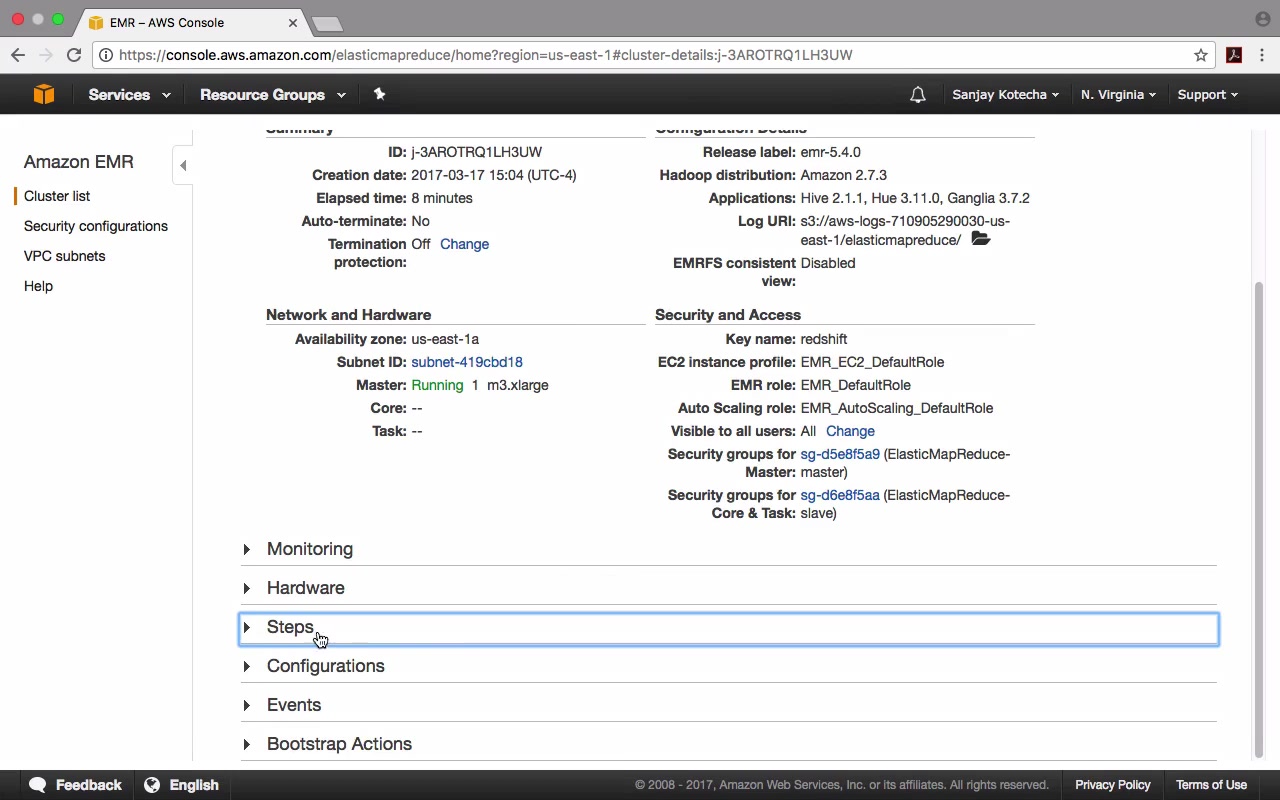 EMR – AWS Console
https://console.aws.amazon.com/elasticmapreduce/home?region=us-east-1#cluster-details:j-3AROTRQ1LH3UW
Services Resource Groups Sanjay Kotecha N. Virginia Support
Amazon EMR
Cluster list
Security configurations
VPC subnets
Help
Summary
ID: j-3AROTRQ1LH3UW
Creation date: 2017-03-17 15:04 (UTC-4)
Elapsed time: 8 minutes
Auto-terminate: No
Termination Off Change
protection:
Configuration Details
Release label: emr-5.4.0
Hadoop distribution: Amazon 2.7.3
Applications: Hive 2.1.1, Hue 3.11.0, Ganglia 3.7.2
Log URI: s3://aws-logs-710905290030-us-
east-1/elasticmapreduce/
EMRFS consistent Disabled
view:
Network and Hardware
Availability zone: us-east-1a
Subnet ID: subnet-419cbd18
Master: Running 1 m3.xlarge
Core: --
Task: --
Security and Access
Key name: redshift
EC2 instance profile: EMR_EC2_DefaultRole
EMR role: EMR_DefaultRole
Auto Scaling role: EMR_AutoScaling_DefaultRole
Visible to all users: All Change
Security groups for sg-d5e8f5a9 (ElasticMapReduce-
Master: master)
Security groups for sg-d6e8f5aa (ElasticMapReduce-
Core & Task: slave)
Monitoring
Hardware
Steps
Configurations
Events
Bootstrap Actions
Feedback English © 2008 - 2017, Amazon Web Services, Inc. or its affiliates. All rights reserved. Privacy Policy Terms of Use